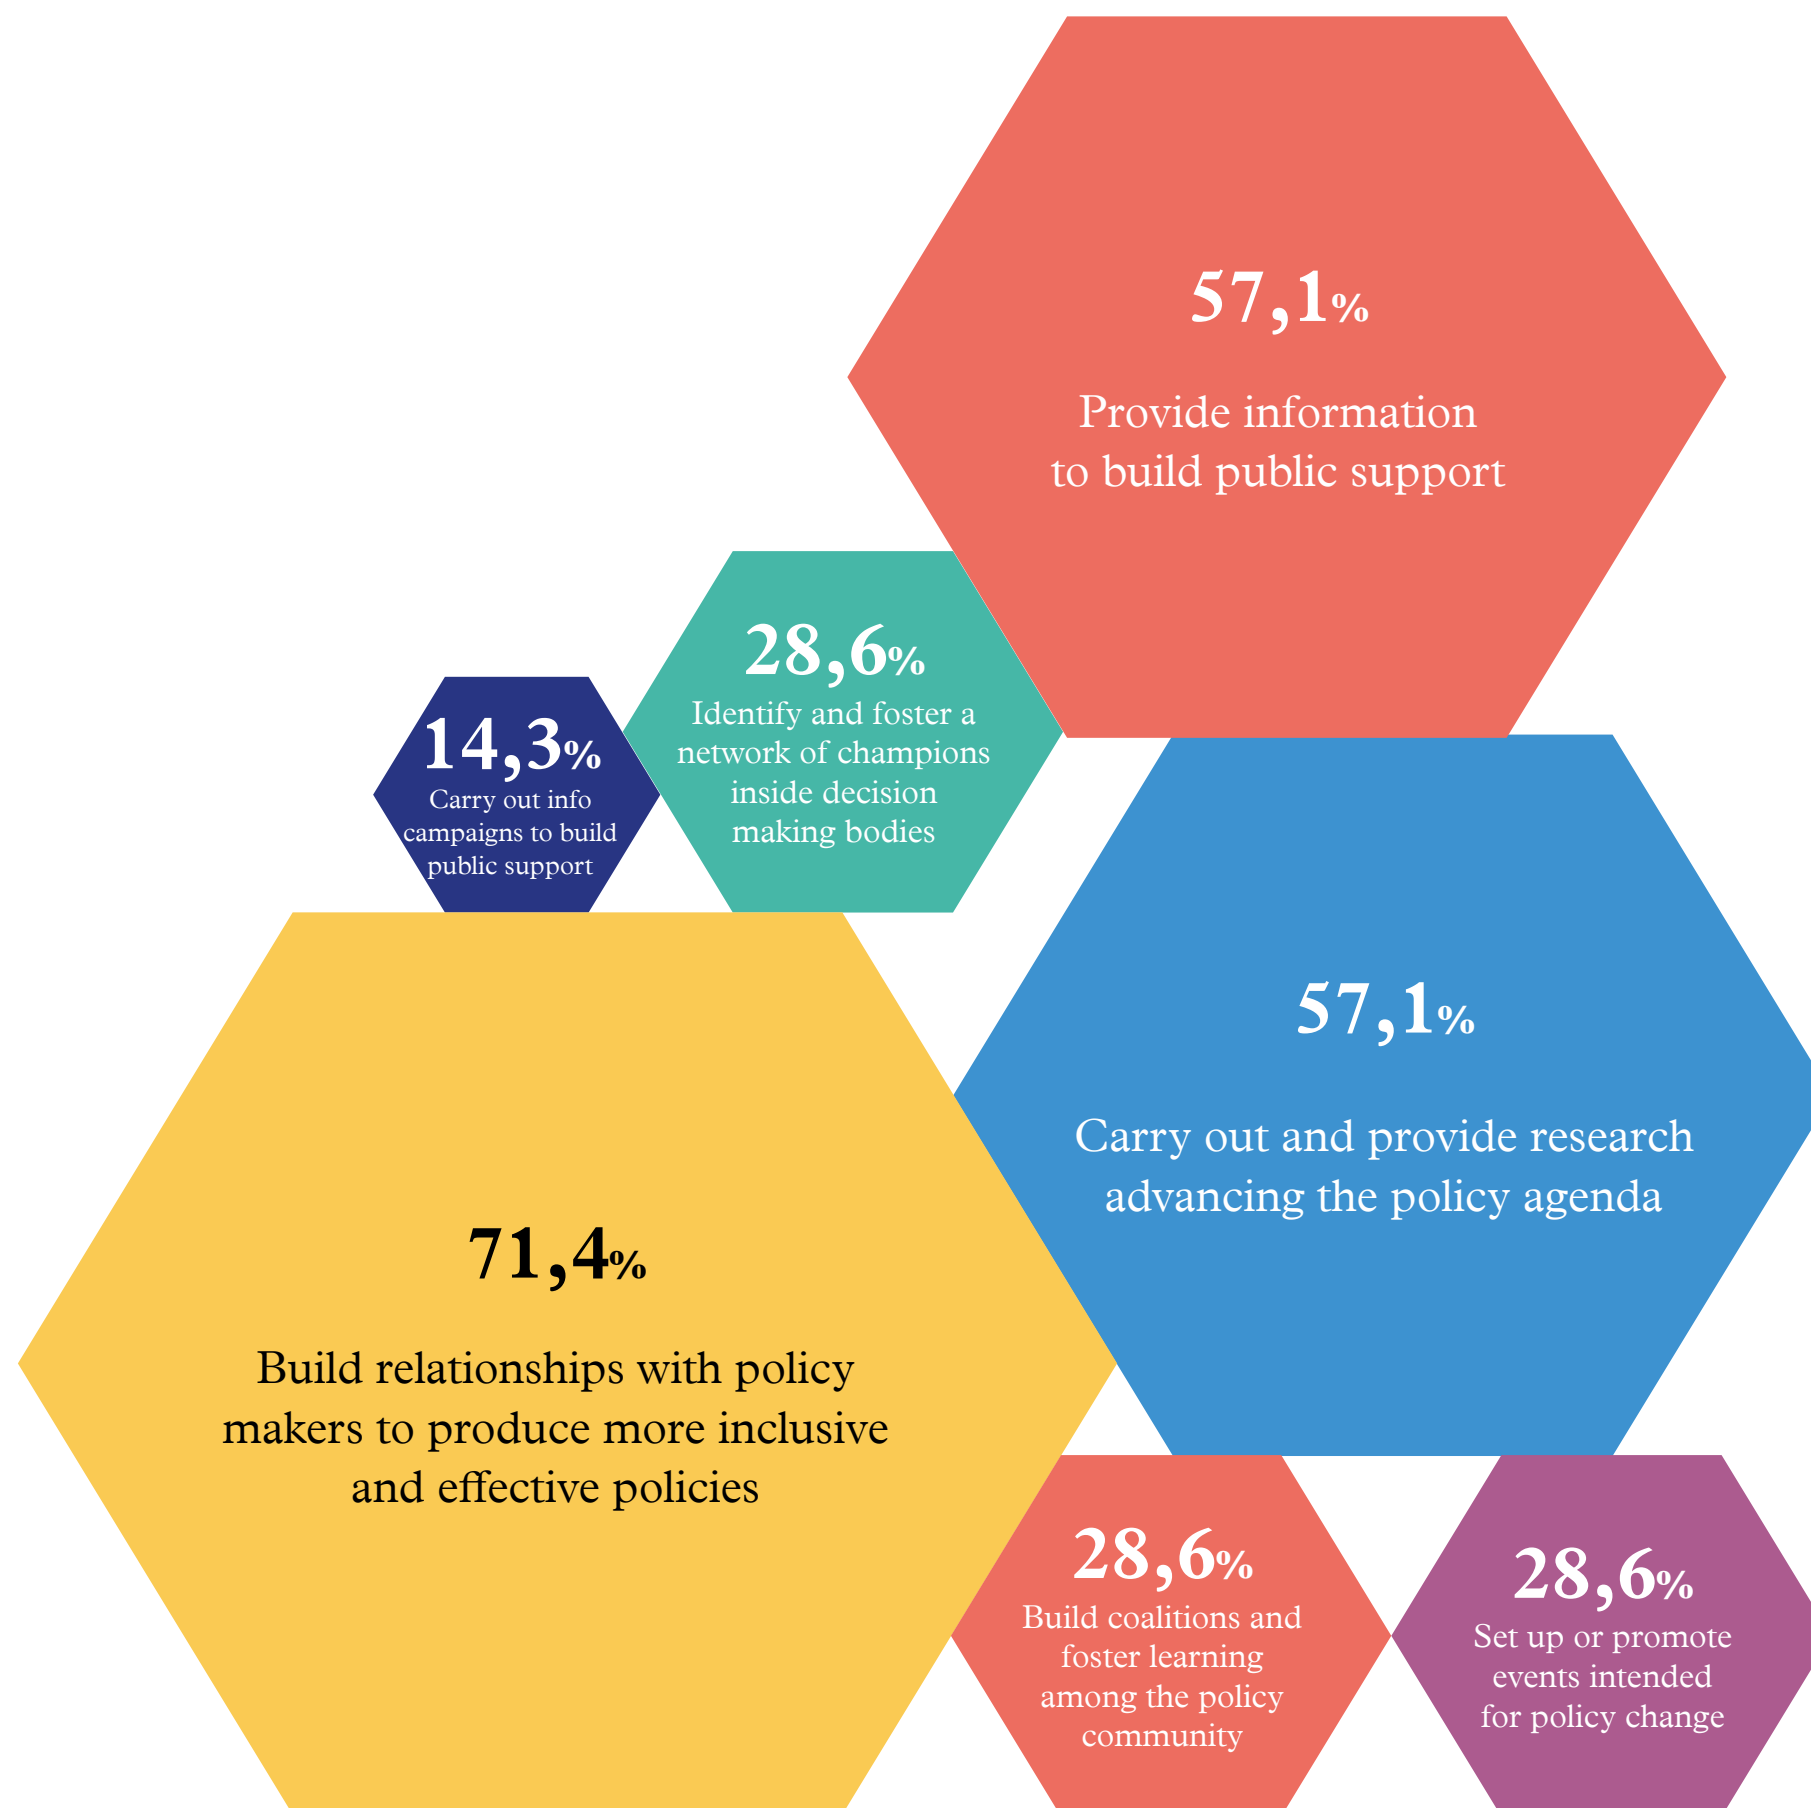 57,1%
Provide information
to build public support
28,6%
Identify and foster a
network of champions
inside decision
making bodies
14,3%
Carry out info
campaigns to build
public support
57,1%
Carry out and provide research
advancing the policy agenda
71,4%
Build relationships with policy
makers to produce more inclusive
and effective policies
28,6%
Build coalitions and
foster learning
among the policy
community
28,6%
Set up or promote
events intended
for policy change